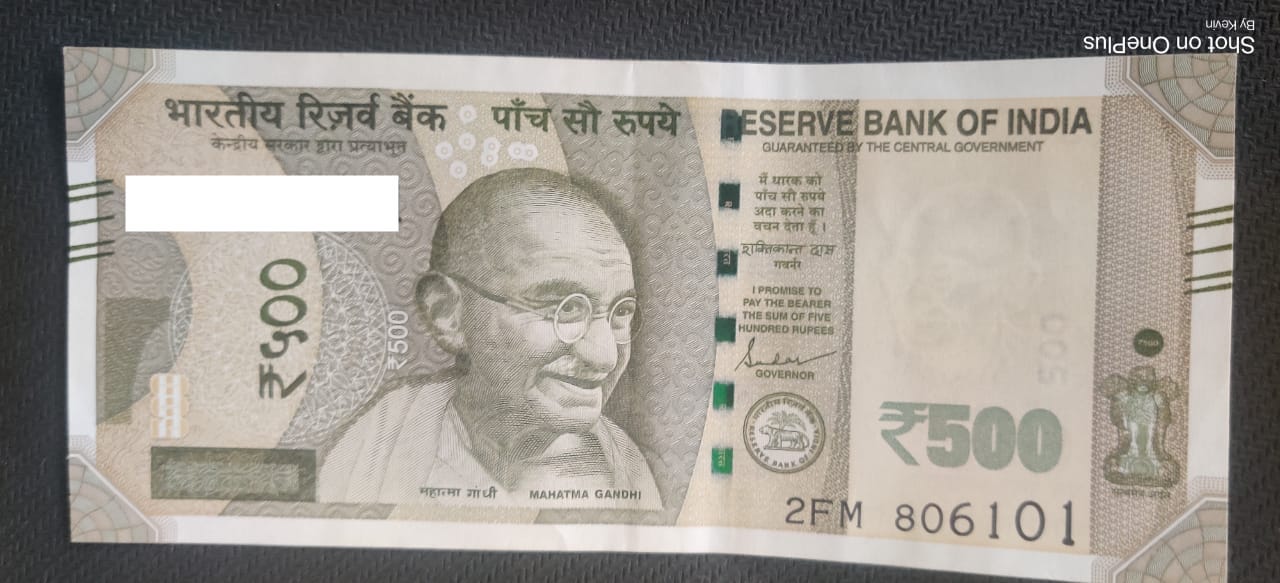 Shot on OnePlus
By Kevin
भारतीय रिज़र्व बैंक
केन्द्रीय सरकार द्वारा प्रत्याभूत
पाँच सौ रुपये
RESERVE BANK OF INDIA
GUARANTEED BY THE CENTRAL GOVERNMENT
मैं धारक को
पाँच सौ रुपये
अदा करने का
वचन देता हूँ ।
शक्तिकान्त दास
गवर्नर
I PROMISE TO
PAY THE BEARER
THE SUM OF FIVE
HUNDRED RUPEES
GOVERNOR
₹५००
₹500
महात्मा गांधी
MAHATMA GANDHI
भारतीय रिज़र्व बैंक
RESERVE BANK OF INDIA
500
₹500
₹500
सत्यमेव जयते
2FM 806101